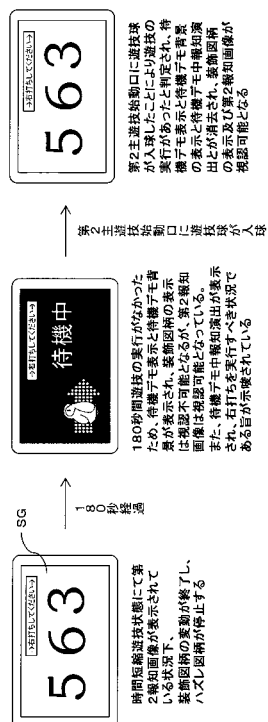 →右打ちしてください→
563
SG
時間短縮遊技状態にて第
2報知画像が表示されて
いる状況下、
装飾図柄の変動が終了し、
ハズレ図柄が停止する
180秒経過
→右打ちしてください→
待機中
180秒間遊技の実行がなかった
ため、待機デモ表示と待機デモ背
景が表示され、装飾図柄の表示
は視認不可能となるが、第2報知
画像は視認可能となっている。
また、待機デモ中報知演出が表示
され、右打ちを実行すべき状況で
ある旨が示唆されている
第2主遊技始動口に遊技球が入球
→右打ちしてください→
563
第2主遊技始動口に遊技球
が入球したことにより遊技の
実行があったと判定され、待
機デモ表示と待機デモ背景
の表示と待機デモ中報知演
出とが消去され、装飾図柄
の表示及び第2報知画像が
視認可能となる